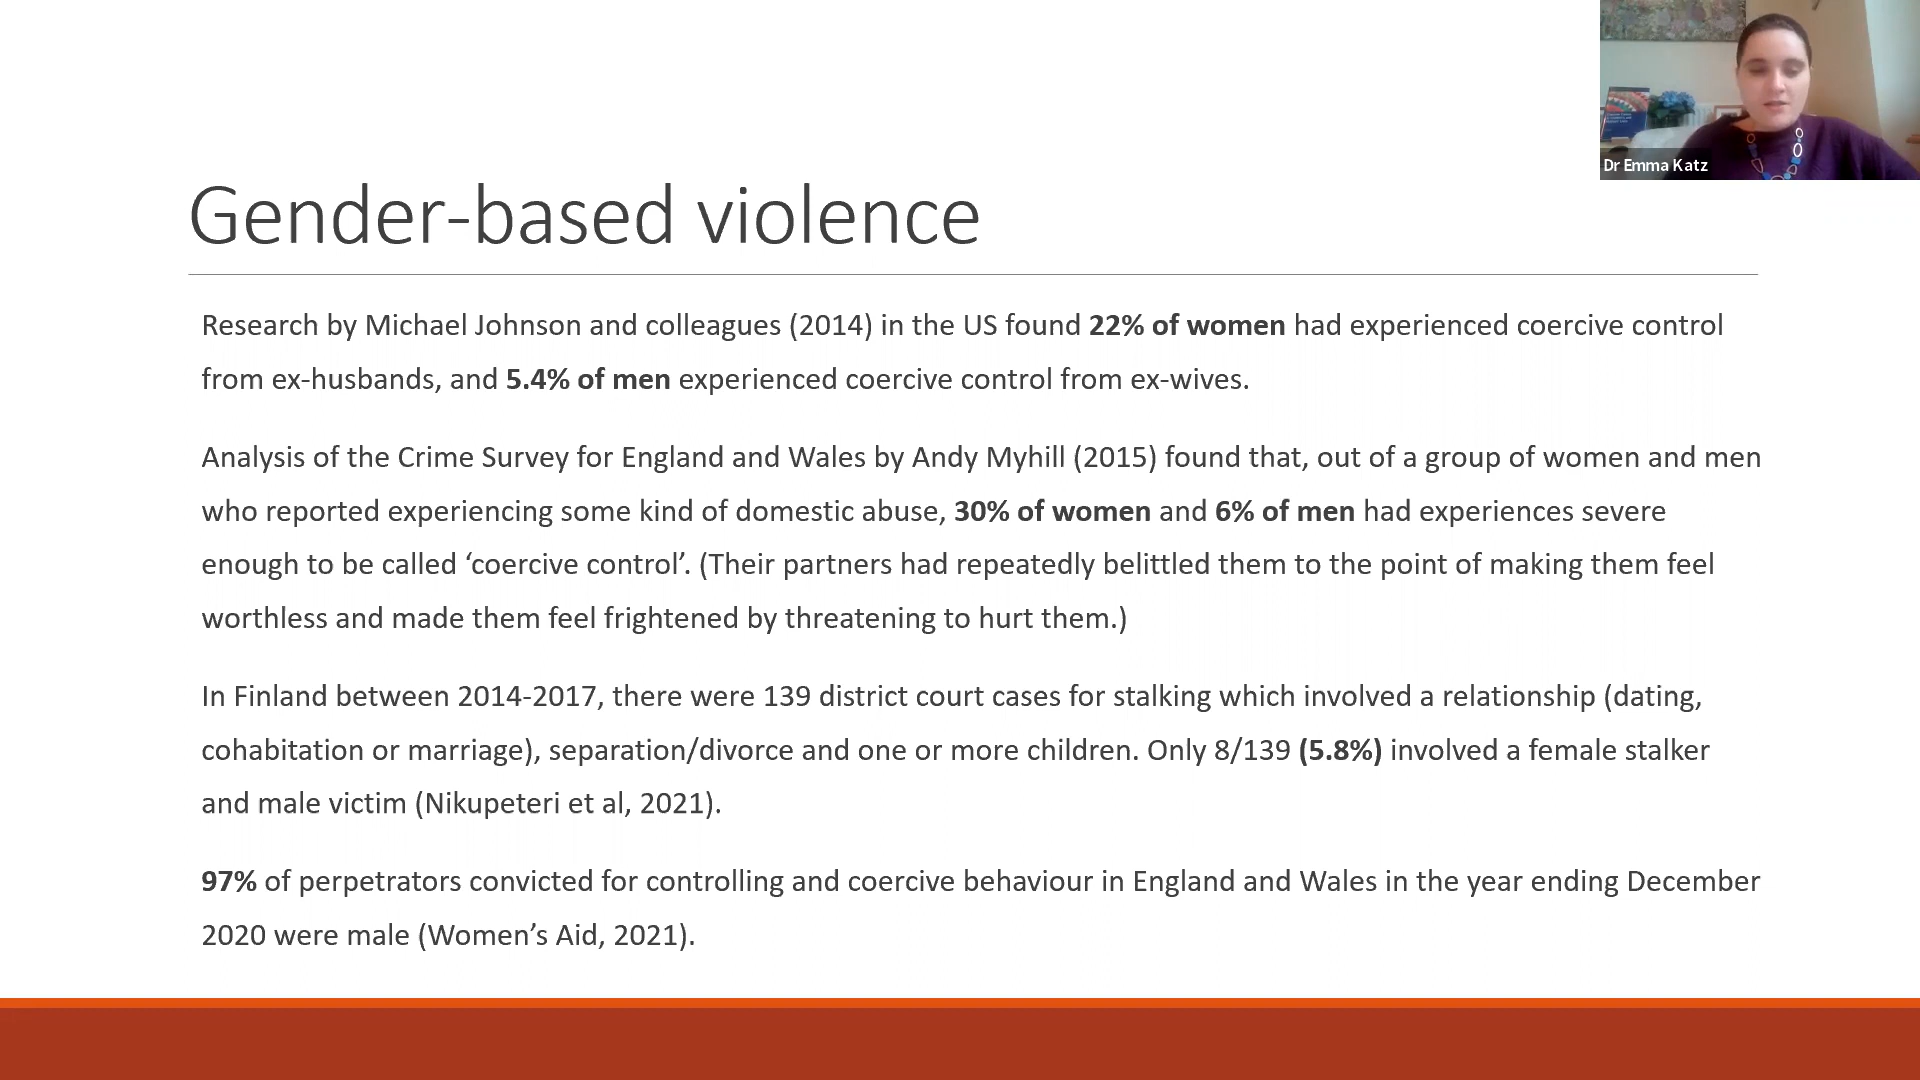 Dr Emma Katz
Gender-based violence
Research by Michael Johnson and colleagues (2014) in the US found 22% of women had experienced coercive control
from ex-husbands, and 5.4% of men experienced coercive control from ex-wives.
Analysis of the Crime Survey for England and Wales by Andy Myhill (2015) found that, out of a group of women and men
who reported experiencing some kind of domestic abuse, 30% of women and 6% of men had experiences severe
enough to be called ‘coercive control’. (Their partners had repeatedly belittled them to the point of making them feel
worthless and made them feel frightened by threatening to hurt them.)
In Finland between 2014-2017, there were 139 district court cases for stalking which involved a relationship (dating,
cohabitation or marriage), separation/divorce and one or more children. Only 8/139 (5.8%) involved a female stalker
and male victim (Nikupeteri et al, 2021).
97% of perpetrators convicted for controlling and coercive behaviour in England and Wales in the year ending December
2020 were male (Women’s Aid, 2021).